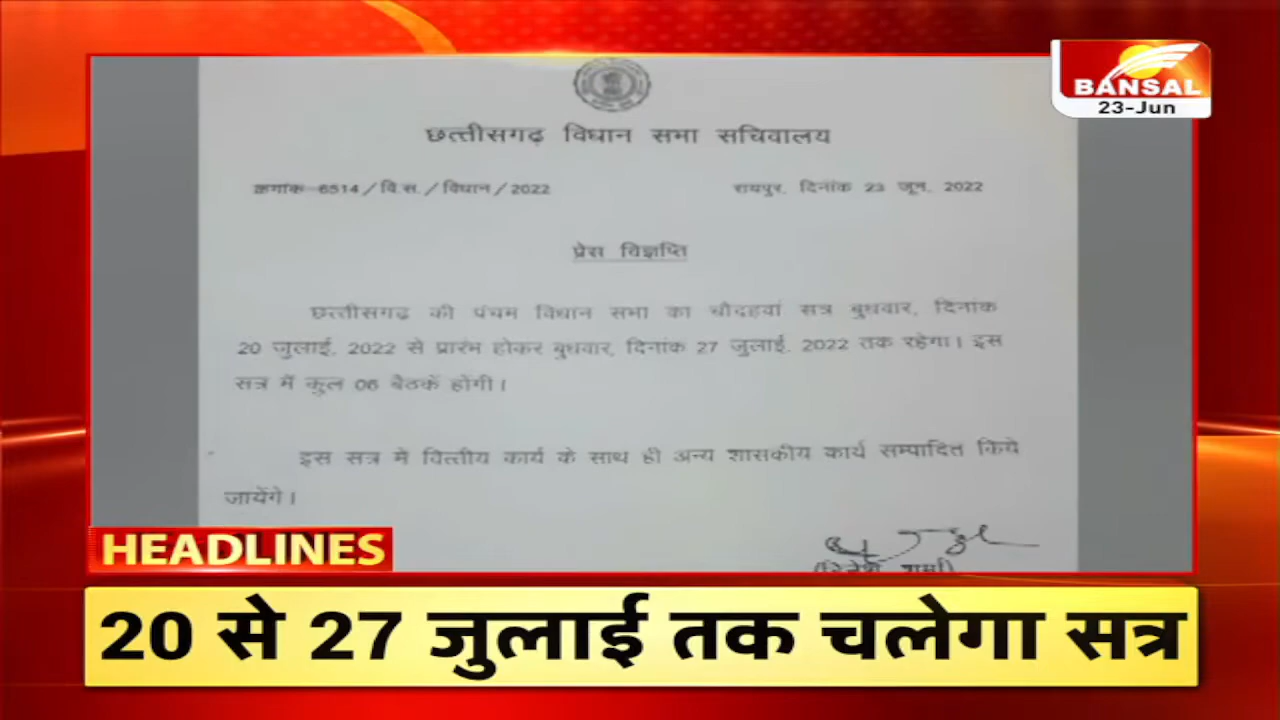 BANSAL
23-Jun
छत्तीसगढ़ विधान सभा सचिवालय
क्रमांक-6514/वि.स./विधान/2022 रायपुर, दिनांक 23 जून, 2022
प्रेस विज्ञप्ति
छत्तीसगढ़ की पंचम विधान सभा का चौदहवां सत्र बुधवार, दिनांक
20 जुलाई, 2022 से प्रारंभ होकर बुधवार, दिनांक 27 जुलाई, 2022 तक रहेगा। इस
सत्र में कुल 06 बैठकें होंगी।
इस सत्र में वित्तीय कार्य के साथ ही अन्य शासकीय कार्य सम्पादित किये
जायेंगे।
शर्मा)
HEADLINES
20 से 27 जुलाई तक चलेगा सत्र